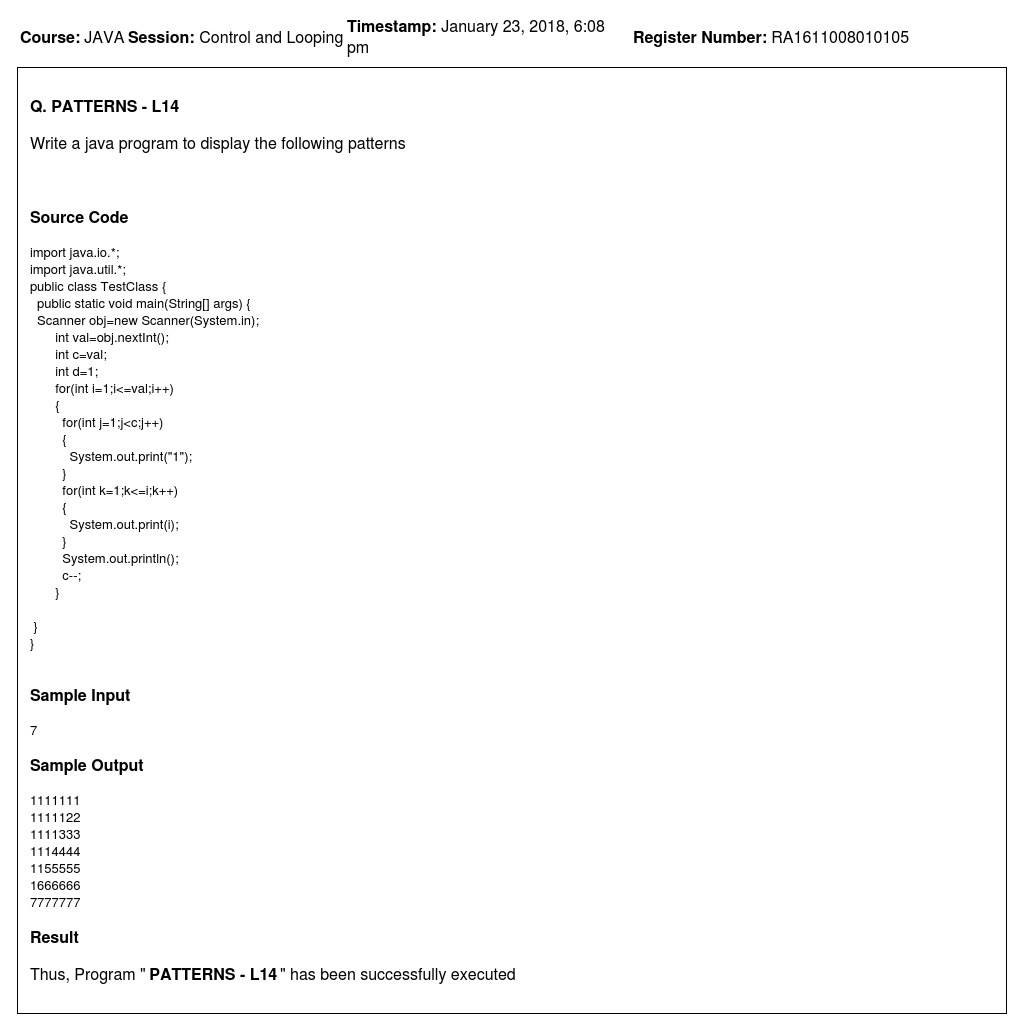 Course: JAVA Session: Control and Looping Timestamp: January 23, 2018, 6:08 pm Register Number: RA1611008010105
Q. PATTERNS - L14
Write a java program to display the following patterns
Source Code
import java.io.*;
import java.util.*;
public class TestClass {
  public static void main(String[] args) {
  Scanner obj=new Scanner(System.in);
       int val=obj.nextInt();
       int c=val;
       int d=1;
       for(int i=1;i<=val;i++)
       {
         for(int j=1;j<c;j++)
         {
           System.out.print("1");
         }
         for(int k=1;k<=i;k++)
         {
           System.out.print(i);
         }
         System.out.println();
         c--;
       }
 }
}
Sample Input
7
Sample Output
1111111
1111122
1111333
1114444
1155555
1666666
7777777
Result
Thus, Program " PATTERNS - L14 " has been successfully executed